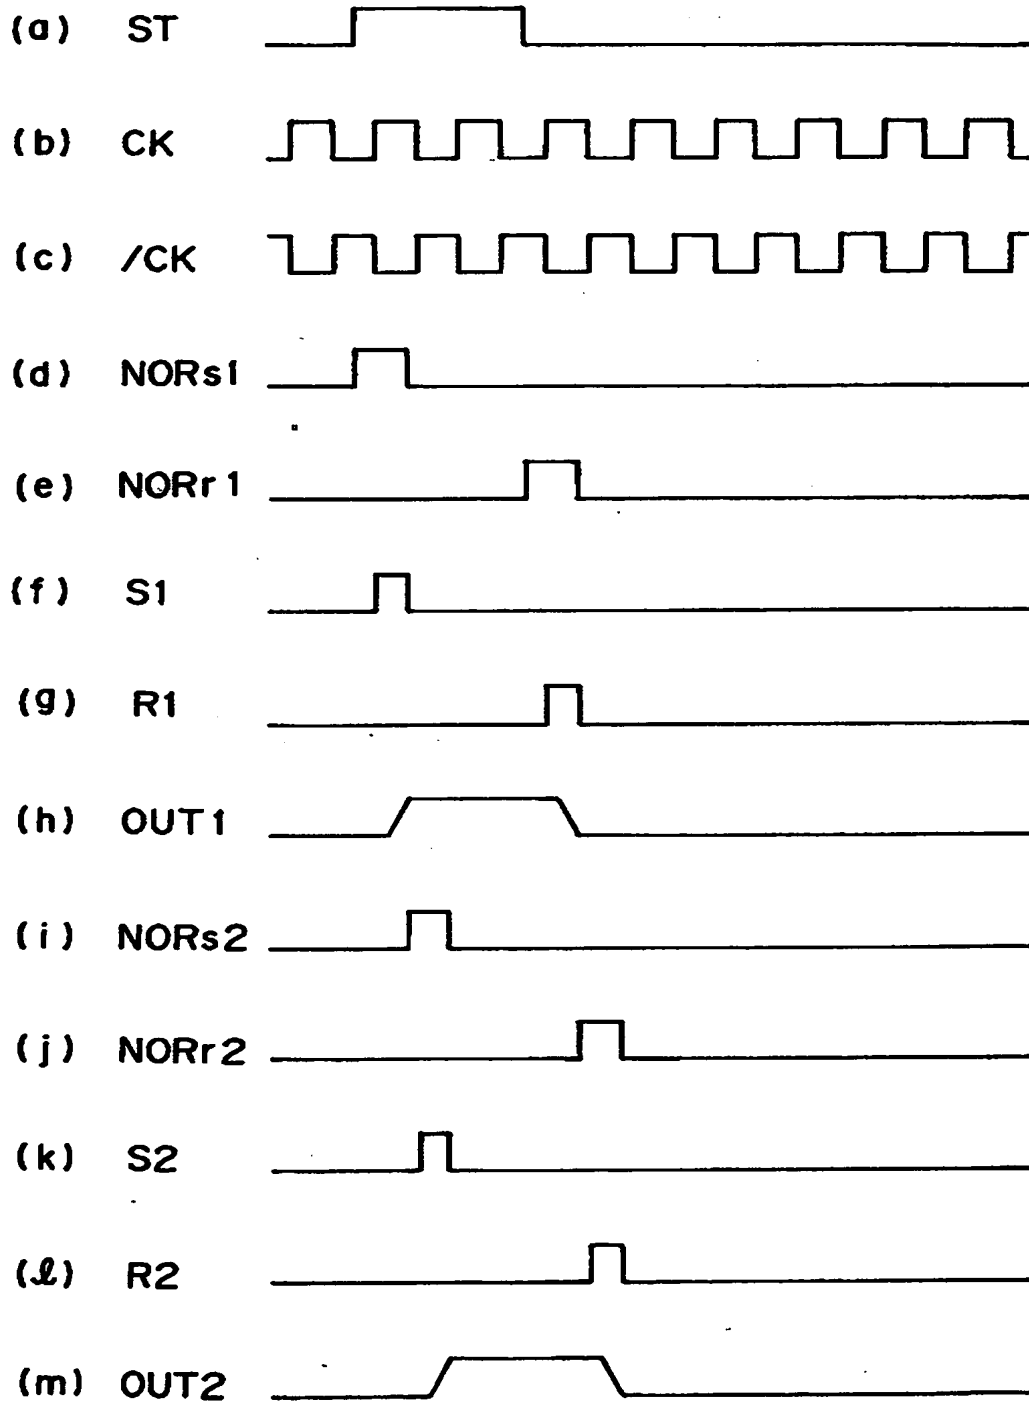 (a) ST
(b) CK
(c) /CK
(d) NORs1
(e) NORr1
(f) S1
(g) R1
(h) OUT1
(i) NORs2
(j) NORr2
(k) S2
(ℓ) R2
(m) OUT2